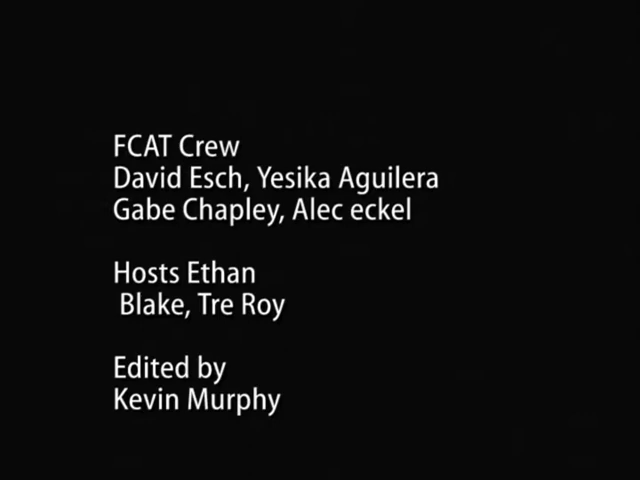 FCAT Crew
David Esch, Yesika Aguilera
Gabe Chapley, Alec eckel
Hosts Ethan
Blake, Tre Roy
Edited by
Kevin Murphy